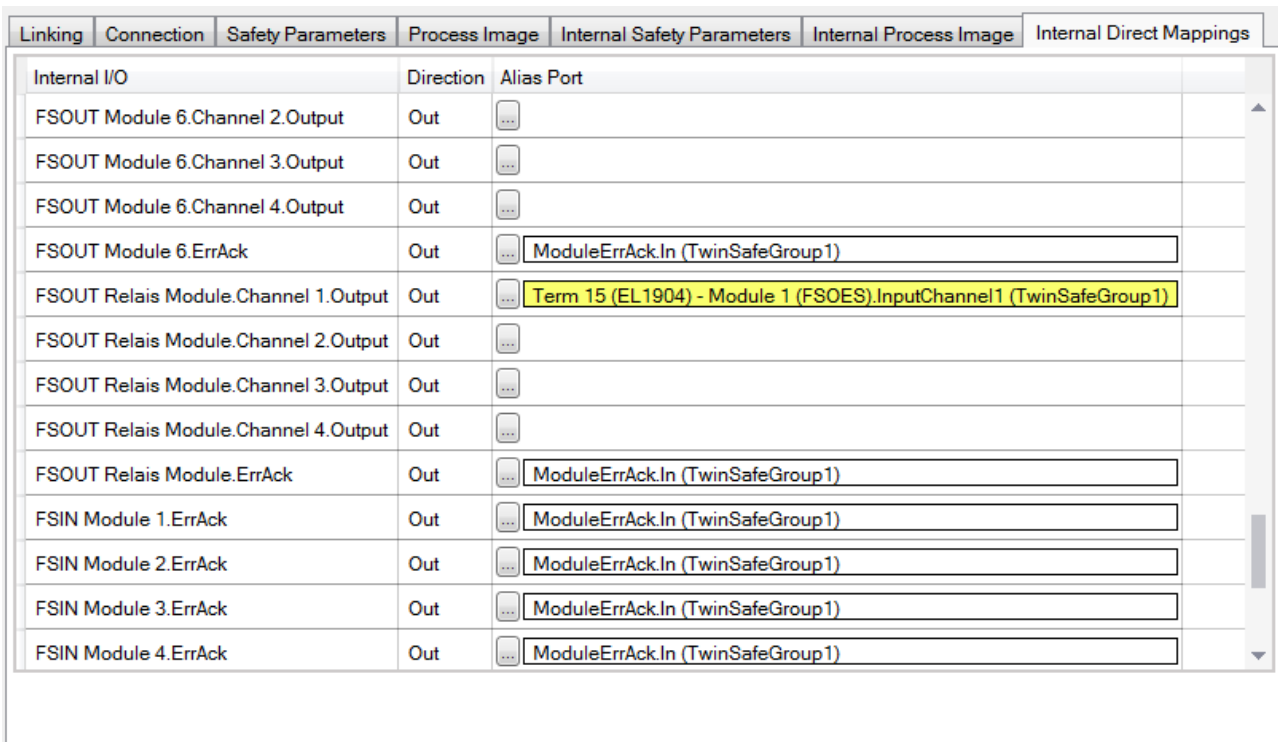 Linking Connection Safety Parameters Process Image Internal Safety Parameters Internal Process Image Internal Direct Mappings
Internal I/O Direction Alias Port
FSOUT Module 6.Channel 2.Output Out ...
FSOUT Module 6.Channel 3.Output Out ...
FSOUT Module 6.Channel 4.Output Out ...
FSOUT Module 6.ErrAck Out ... ModuleErrAck.In (TwinSafeGroup1)
FSOUT Relais Module.Channel 1.Output Out ... Term 15 (EL1904) - Module 1 (FSOES).InputChannel1 (TwinSafeGroup1)
FSOUT Relais Module.Channel 2.Output Out ...
FSOUT Relais Module.Channel 3.Output Out ...
FSOUT Relais Module.Channel 4.Output Out ...
FSOUT Relais Module.ErrAck Out ... ModuleErrAck.In (TwinSafeGroup1)
FSIN Module 1.ErrAck Out ... ModuleErrAck.In (TwinSafeGroup1)
FSIN Module 2.ErrAck Out ... ModuleErrAck.In (TwinSafeGroup1)
FSIN Module 3.ErrAck Out ... ModuleErrAck.In (TwinSafeGroup1)
FSIN Module 4.ErrAck Out ... ModuleErrAck.In (TwinSafeGroup1)